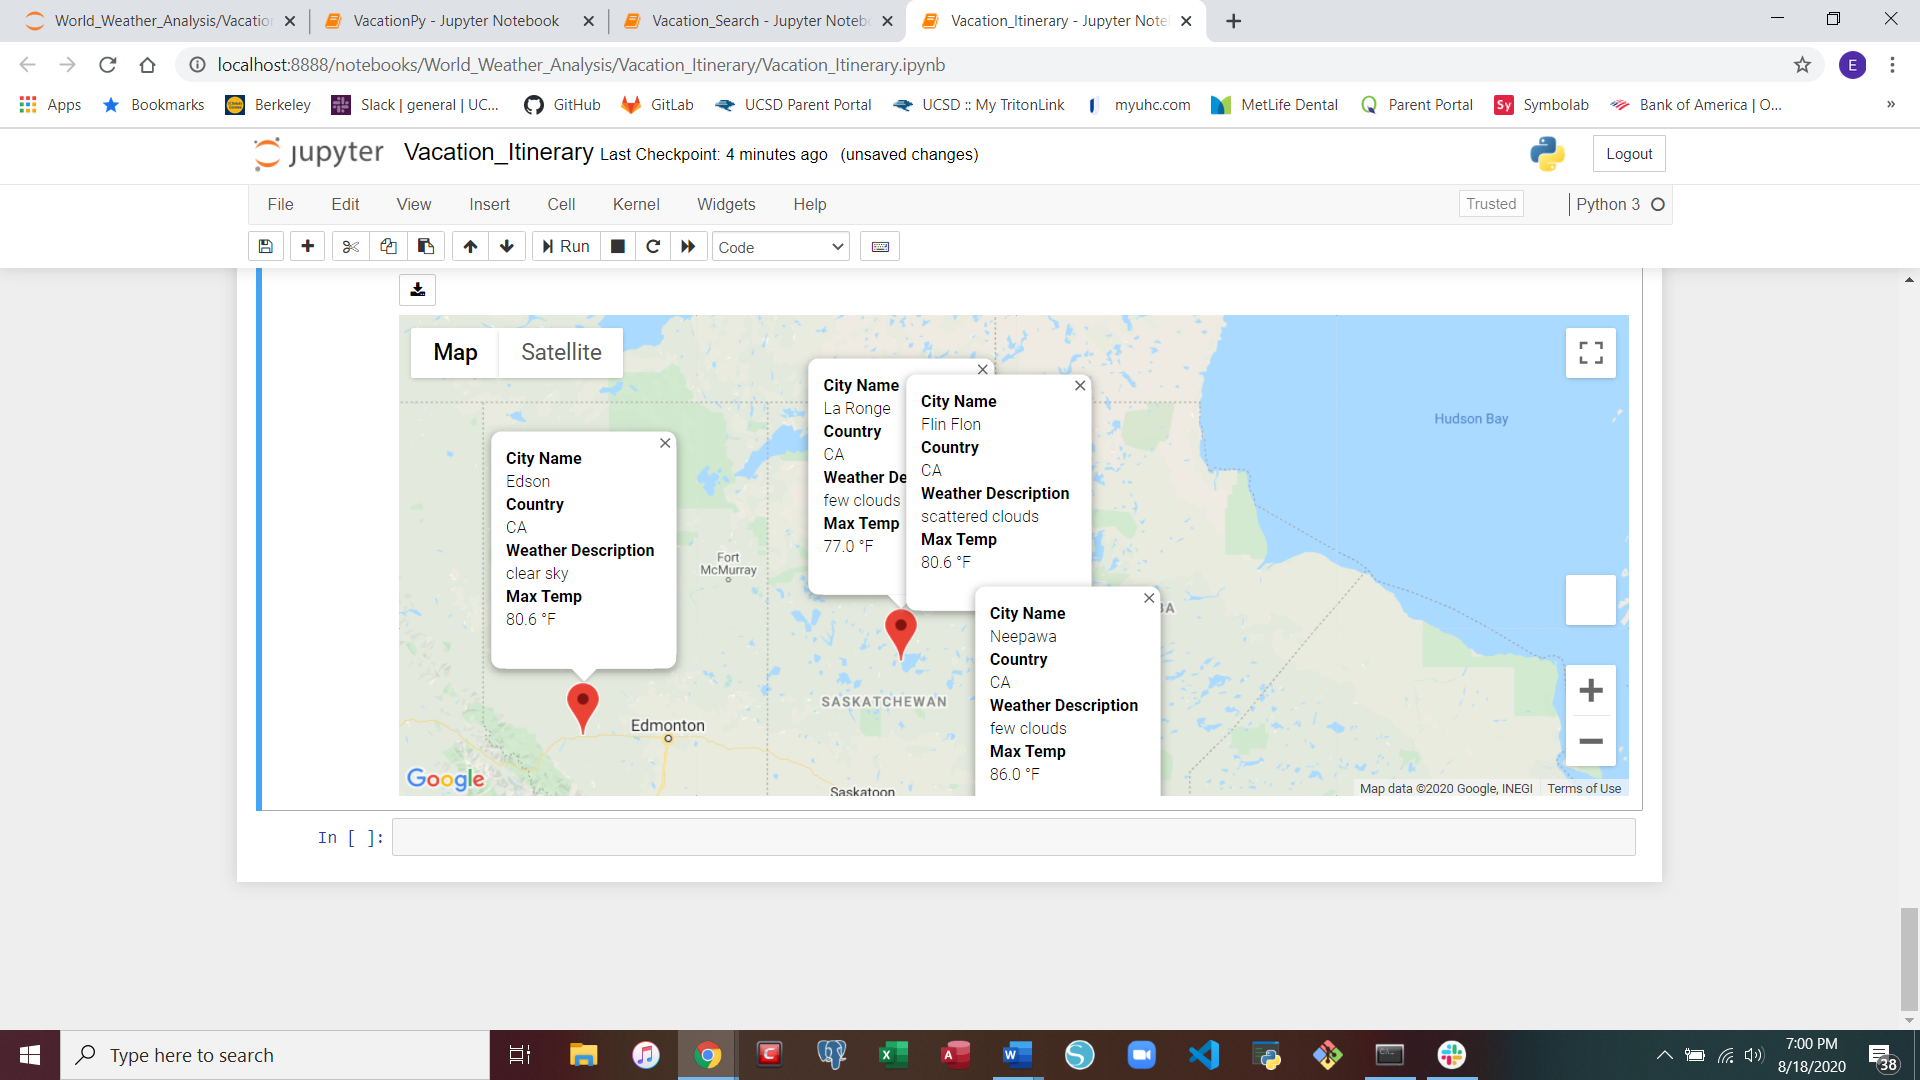 World_Weather_Analysis/Vacation
VacationPy - Jupyter Notebook
Vacation_Search - Jupyter Noteb
Vacation_Itinerary - Jupyter Note
localhost:8888/notebooks/World_Weather_Analysis/Vacation_Itinerary/Vacation_Itinerary.ipynb
E
Apps
Bookmarks
Berkeley
Slack | general | UC...
GitHub
GitLab
UCSD Parent Portal
UCSD :: My TritonLink
myuhc.com
MetLife Dental
Parent Portal
Sy Symbolab
Bank of America | O...
»
jupyter Vacation_Itinerary Last Checkpoint: 4 minutes ago (unsaved changes)
Logout
File Edit View Insert Cell Kernel Widgets Help
Trusted
Python 3
Run
Code
Map Satellite
City Name
Edson
Country
CA
Weather Description
clear sky
Max Temp
80.6 °F
City Name
La Ronge
Country
CA
Weather De
few clouds
Max Temp
77.0 °F
City Name
Flin Flon
Country
CA
Weather Description
scattered clouds
Max Temp
80.6 °F
City Name
Neepawa
Country
CA
Weather Description
few clouds
Max Temp
86.0 °F
Hudson Bay
Fort
McMurray
BA
SASKATCHEWAN
Edmonton
Saskatoon
Google
Map data ©2020 Google, INEGI
Terms of Use
In [ ]:
Type here to search
7:00 PM
8/18/2020
38